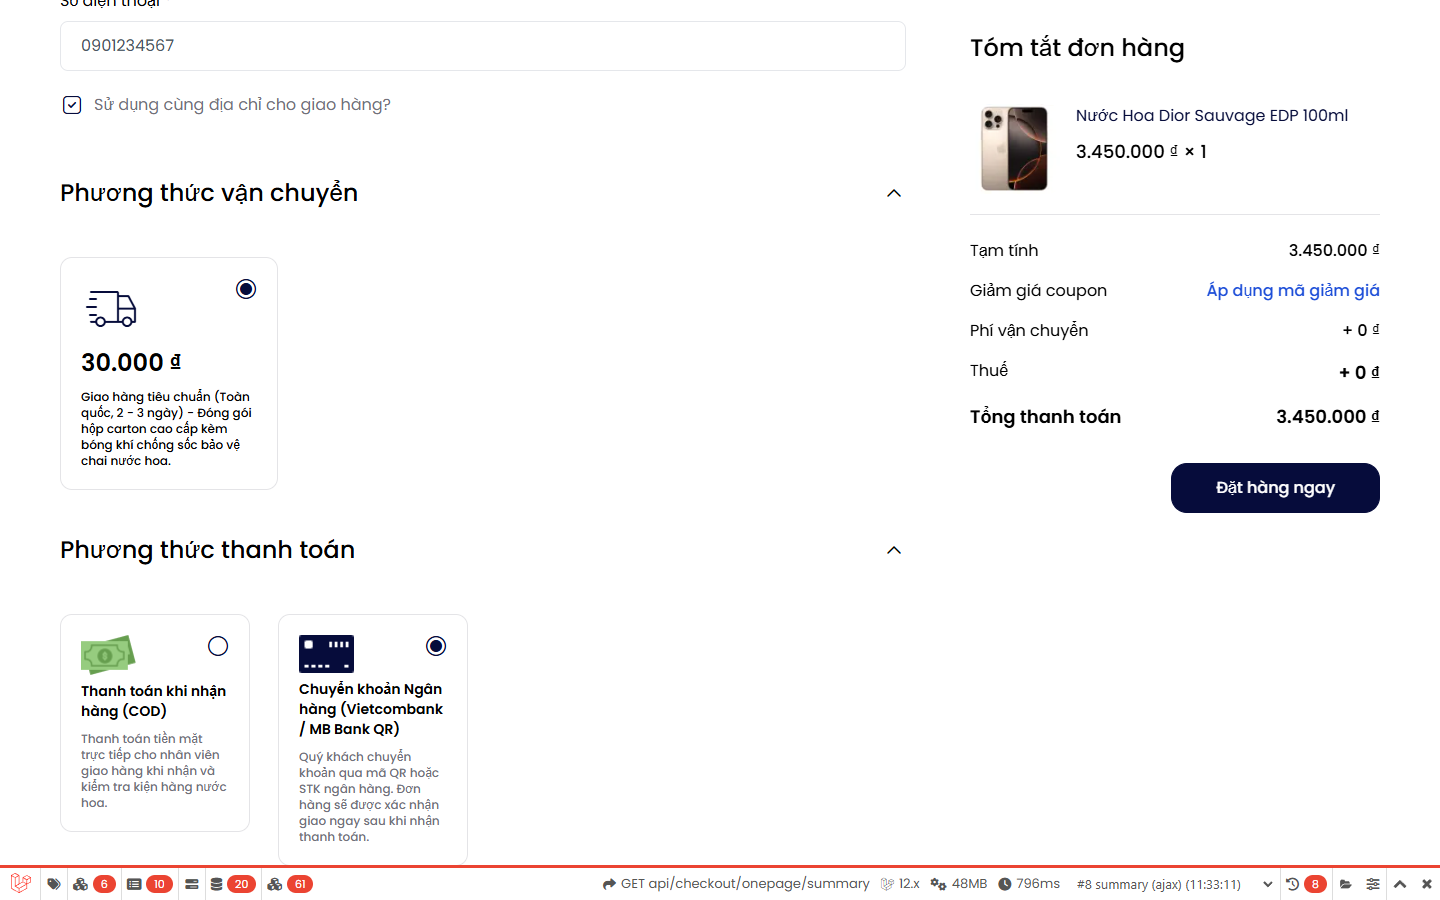 Số điện thoại *
0901234567
Sử dụng cùng địa chỉ cho giao hàng?
Phương thức vận chuyển
30.000 ₫
Giao hàng tiêu chuẩn (Toàn
quốc, 2 - 3 ngày) - Đóng gói
hộp carton cao cấp kèm
bóng khí chống sốc bảo vệ
chai nước hoa.
Phương thức thanh toán
Thanh toán khi nhận
hàng (COD)
Thanh toán tiền mặt
trực tiếp cho nhân viên
giao hàng khi nhận và
kiểm tra kiện hàng nước
hoa.
Chuyển khoản Ngân
hàng (Vietcombank
/ MB Bank QR)
Quý khách chuyển
khoản qua mã QR hoặc
STK ngân hàng. Đơn
hàng sẽ được xác nhận
giao ngay sau khi nhận
thanh toán.
Tóm tắt đơn hàng
Nước Hoa Dior Sauvage EDP 100ml
3.450.000 ₫ × 1
Tạm tính 3.450.000 ₫
Giảm giá coupon Áp dụng mã giảm giá
Phí vận chuyển + 0 ₫
Thuế + 0 ₫
Tổng thanh toán 3.450.000 ₫
Đặt hàng ngay
6 10 20 61 GET api/checkout/onepage/summary 12.x 48MB 796ms #8 summary (ajax) (11:33:11) 8